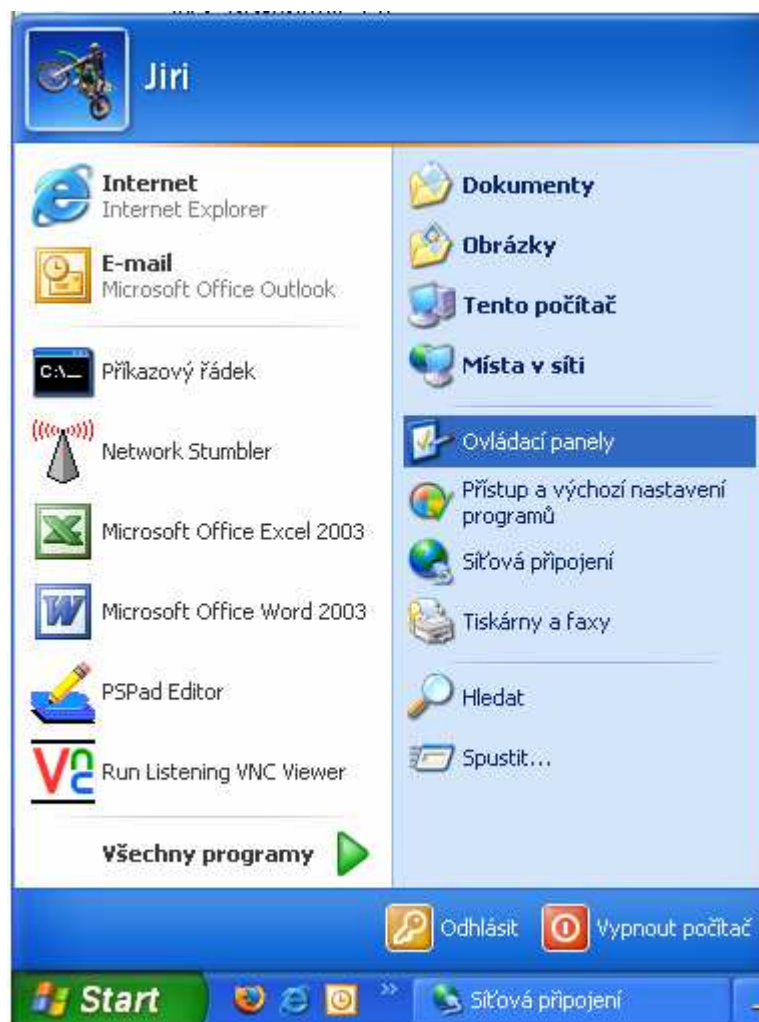 Jiri
Internet
Internet Explorer
E-mail
Microsoft Office Outlook
Příkazový řádek
Network Stumbler
Microsoft Office Excel 2003
Microsoft Office Word 2003
PSPad Editor
Run Listening VNC Viewer
Všechny programy
Dokumenty
Obrázky
Tento počítač
Místa v síti
Ovládací panely
Přístup a výchozí nastavení
programů
Síťová připojení
Tiskárny a faxy
Hledat
Spustit...
Odhlásit
Vypnout počítač
Start
Síťová připojení